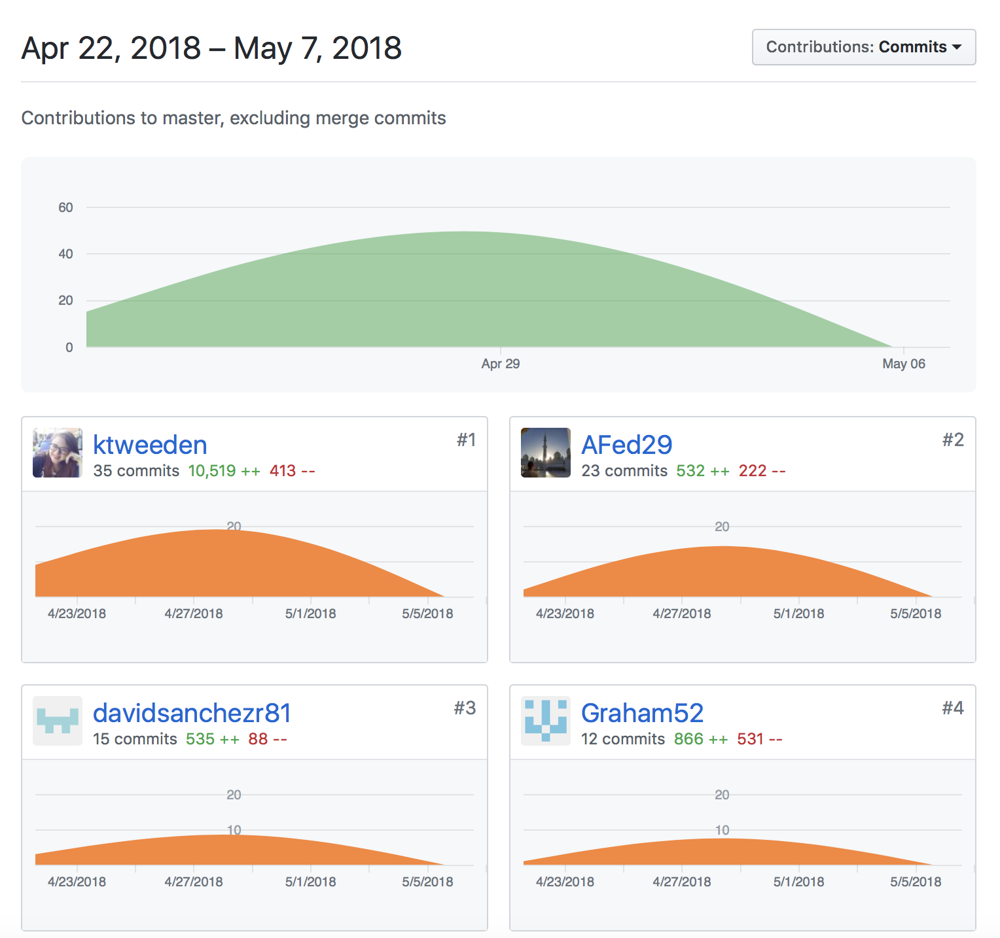 Apr 22, 2018 – May 7, 2018
Contributions: Commits
Contributions to master, excluding merge commits
60
40
20
0
Apr 29
May 06
ktweeden
#1
35 commits 10,519 ++ 413 --
20
4/23/2018
4/27/2018
5/1/2018
5/5/2018
AFed29
#2
23 commits 532 ++ 222 --
20
4/23/2018
4/27/2018
5/1/2018
5/5/2018
davidsanchezr81
#3
15 commits 535 ++ 88 --
20
10
4/23/2018
4/27/2018
5/1/2018
5/5/2018
Graham52
#4
12 commits 866 ++ 531 --
20
10
4/23/2018
4/27/2018
5/1/2018
5/5/2018